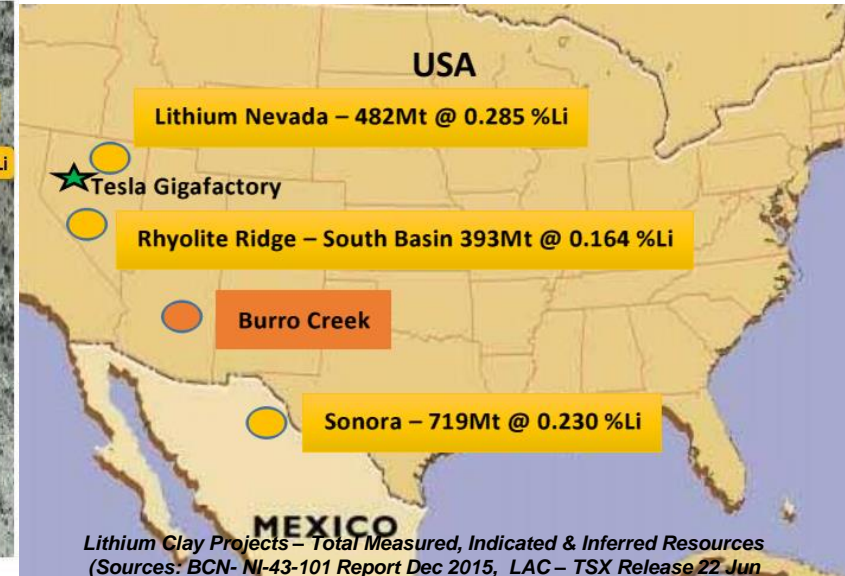 USA
Lithium Nevada – 482Mt @ 0.285 %Li
Li
Tesla Gigafactory
Rhyolite Ridge – South Basin 393Mt @ 0.164 %Li
Burro Creek
Sonora – 719Mt @ 0.230 %Li
MEXICO
Lithium Clay Projects – Total Measured, Indicated & Inferred Resources
(Sources: BCN- NI-43-101 Report Dec 2015, LAC – TSX Release 22 Jun